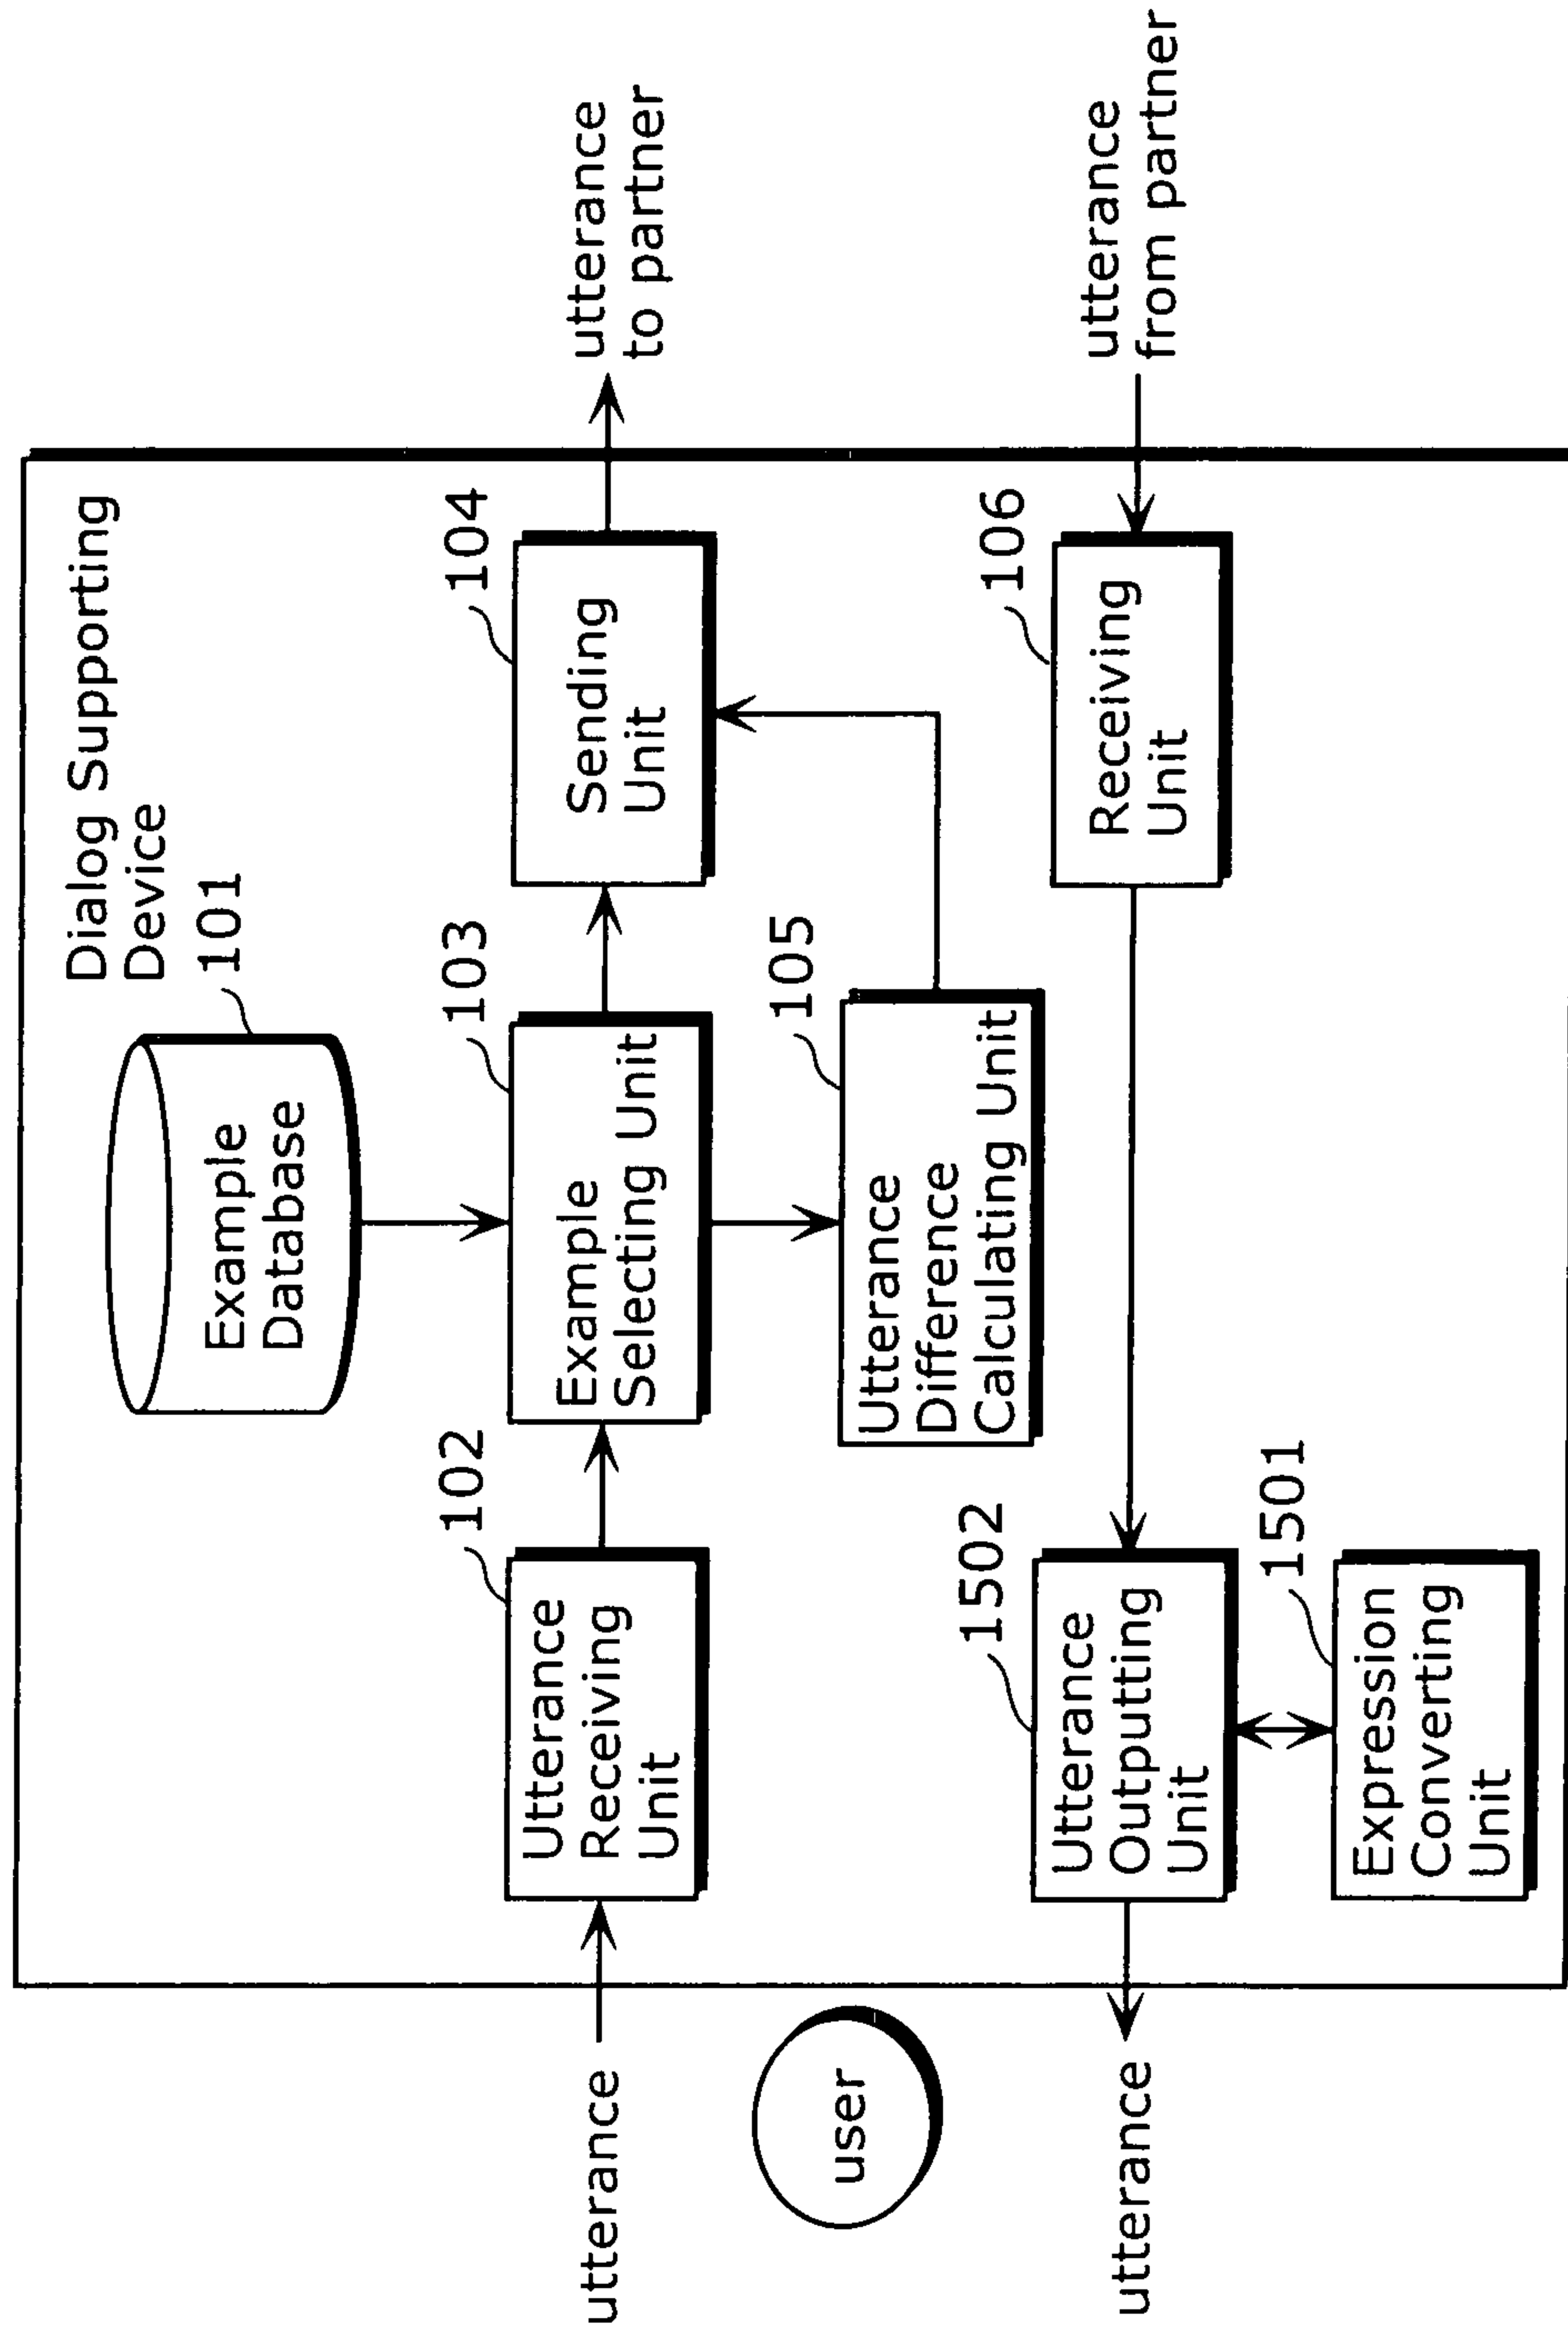 Dialog Supporting
Device
101
Example
Database
102
Utterance
Receiving
Unit
103
Example
Selecting Unit
104
Sending
Unit
utterance
utterance
to partner
105
Utterance
Difference
Calculating Unit
user
1502
Utterance
Outputting
Unit
106
Receiving
Unit
utterance
utterance
from partner
1501
Expression
Converting
Unit